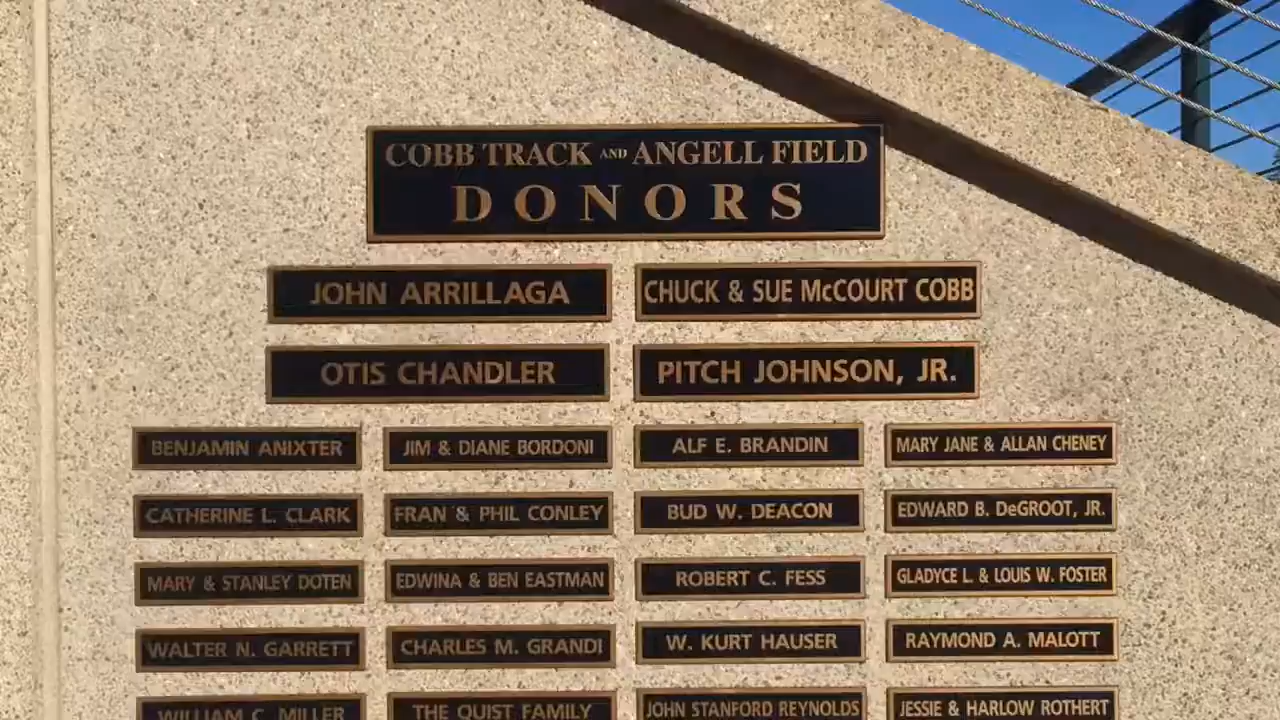 COBB TRACK AND ANGELL FIELD
DONORS
JOHN ARRILLAGA
CHUCK & SUE McCOURT COBB
OTIS CHANDLER
PITCH JOHNSON, JR.
BENJAMIN ANIXTER
JIM & DIANE BORDONI
ALF E. BRANDIN
MARY JANE & ALLAN CHENEY
CATHERINE L. CLARK
FRAN & PHIL CONLEY
BUD W. DEACON
EDWARD B. DeGROOT, JR.
MARY & STANLEY DOTEN
EDWINA & BEN EASTMAN
ROBERT C. FESS
GLADYCE L. & LOUIS W. FOSTER
WALTER N. GARRETT
CHARLES M. GRANDI
W. KURT HAUSER
RAYMOND A. MALOTT
WILLIAM C. MILLER
THE QUIST FAMILY
JOHN STANFORD REYNOLDS
JESSIE & HARLOW ROTHERT